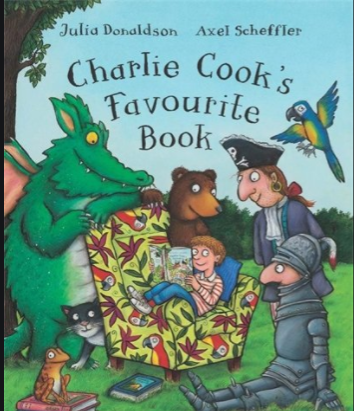 Julia Donaldson Axel Scheffler
Charlie Cook's
Favourite
Book